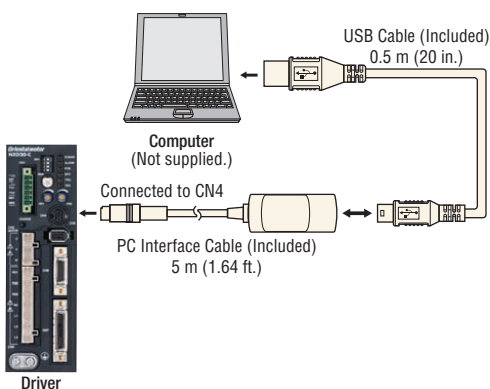 USB Cable (Included)
0.5 m (20 in.)
Computer
(Not supplied.)
Connected to CN4
PC Interface Cable (Included)
5 m (1.64 ft.)
Driver